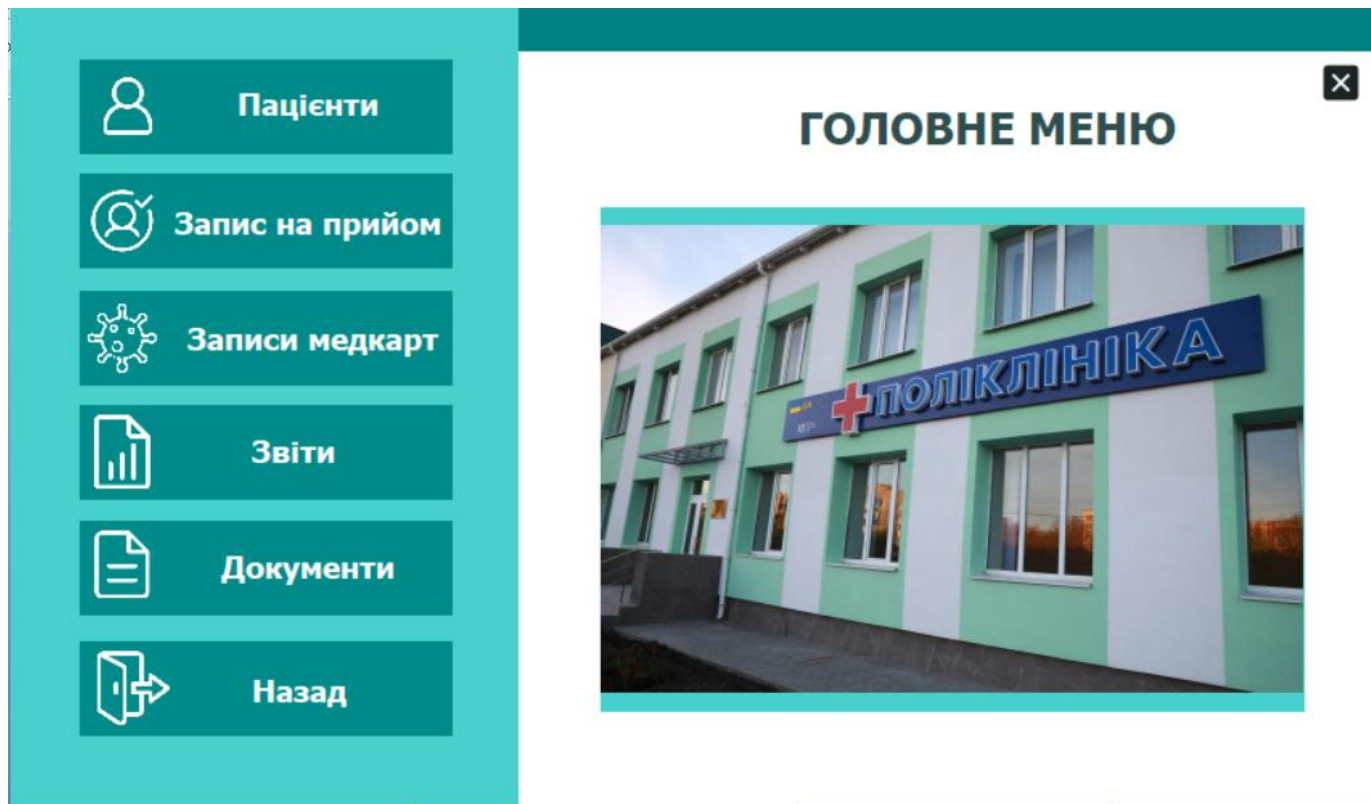 Пацієнти
Запис на прийом
Записи медкарт
Звіти
Документи
Назад
ГОЛОВНЕ МЕНЮ
ПОЛІКЛІНІКА